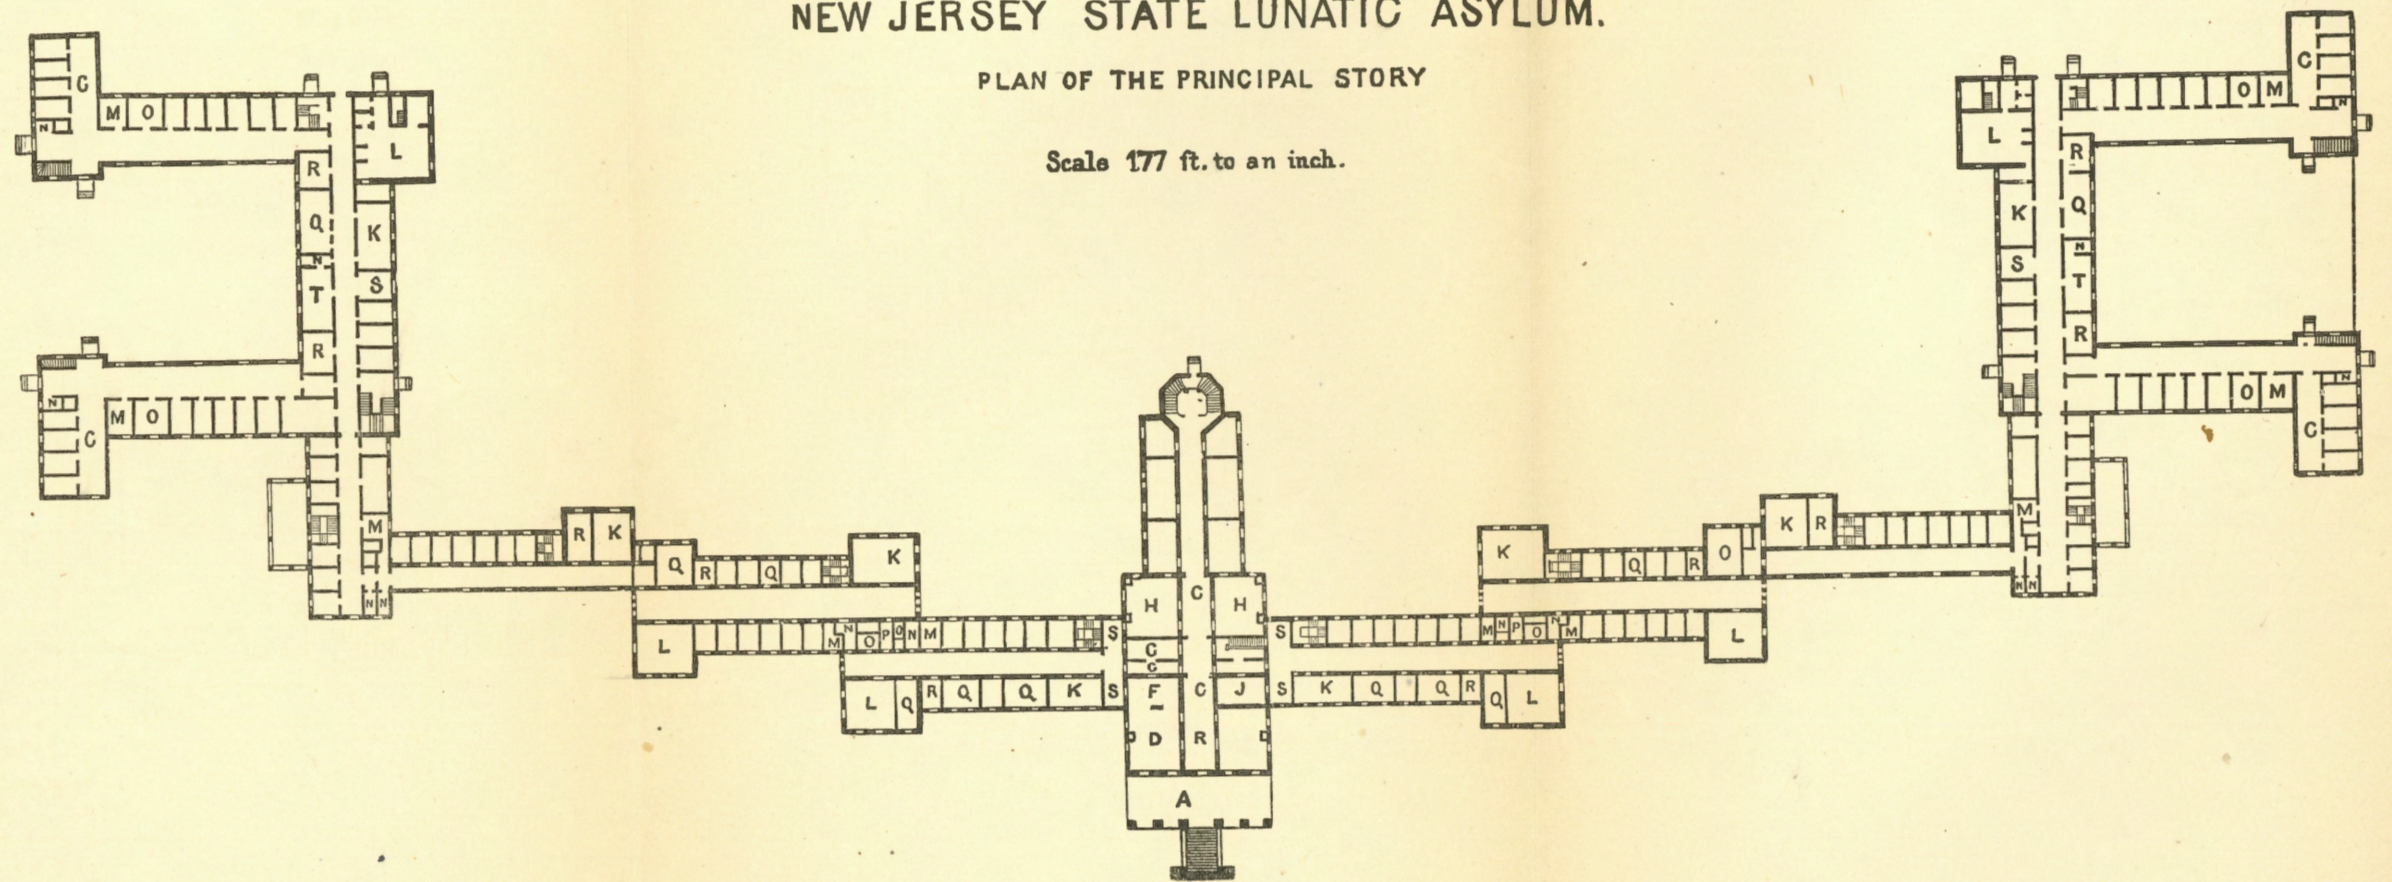 NEW JERSEY STATE LUNATIC ASYLUM.
PLAN OF THE PRINCIPAL STORY
Scale 177 ft. to an inch.
C
M O
N
L
R
Q
N
T
R
K
S
N
C
M O
M
N N
R K
Q R Q
K
L
M N O P O N M
S
L Q R Q Q K S
H
C
H
C
G
F
C
J
D
R
A
S
M N P O N M
L
S K Q Q R Q L
K
Q R
O
K R
M
N N
L
K
S
R
Q
N
T
R
O M
C
N
N
O M
C